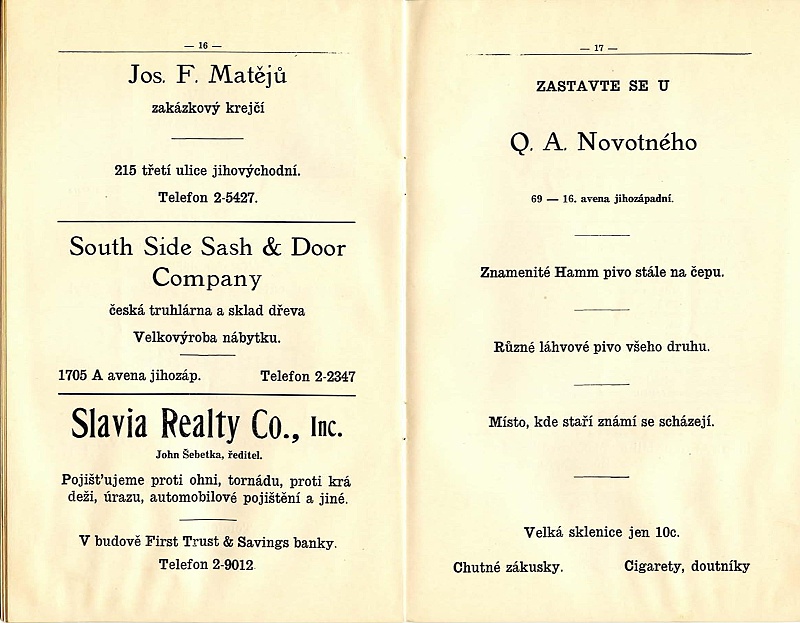 — 16 —
Jos. F. Matějů
zakázkový krejčí
215 třetí ulice jihovýchodní.
Telefon 2-5427.
South Side Sash & Door
Company
česká truhlárna a sklad dřeva
Velkovýroba nábytku.
1705 A avena jihozáp. Telefon 2-2347
Slavia Realty Co., Inc.
John Šebetka, ředitel.
Pojišť'ujeme proti ohni, tornádu, proti krá
deži, úrazu, automobilové pojištění a jiné.
V budově First Trust & Savings banky.
Telefon 2-9012
— 17 —
ZASTAVTE SE U
Q. A. Novotného
69 — 16. avena jihozápadní.
Znamenité Hamm pivo stále na čepu.
Různé láhvové pivo všeho druhu.
Místo, kde staří známí se scházejí.
Velká sklenice jen 10c.
Chutné zákusky. Cigarety, doutníky